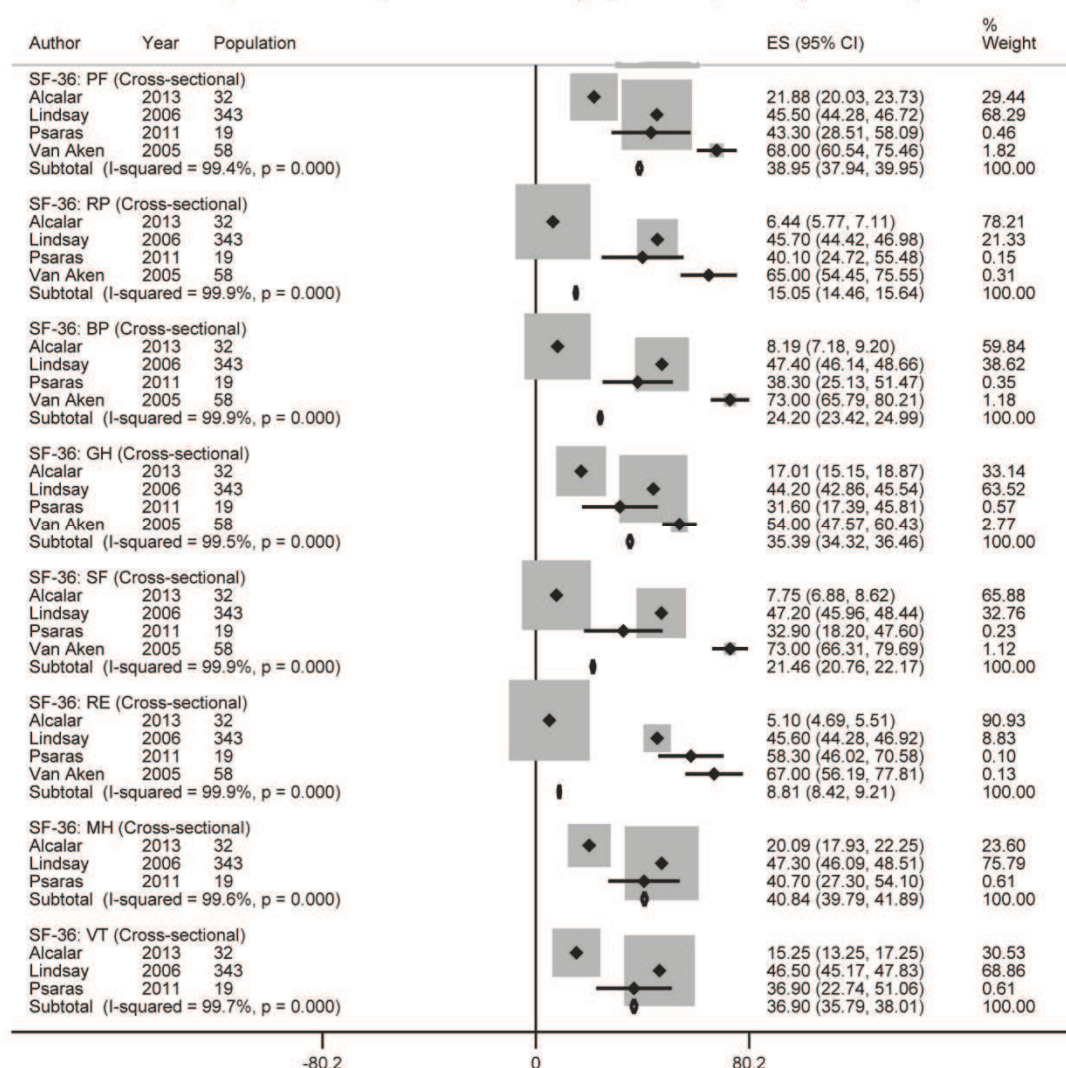 Author Year Population ES (95% CI) % Weight
SF-36: PF (Cross-sectional)
Alcalar 2013 32 21.88 (20.03, 23.73) 29.44
Lindsay 2006 343 45.50 (44.28, 46.72) 68.29
Psaras 2011 19 43.30 (28.51, 58.09) 0.46
Van Aken 2005 58 68.00 (60.54, 75.46) 1.82
Subtotal (I-squared = 99.4%, p = 0.000) 38.95 (37.94, 39.95) 100.00
SF-36: RP (Cross-sectional)
Alcalar 2013 32 6.44 (5.77, 7.11) 78.21
Lindsay 2006 343 45.70 (44.42, 46.98) 21.33
Psaras 2011 19 40.10 (24.72, 55.48) 0.15
Van Aken 2005 58 65.00 (54.45, 75.55) 0.31
Subtotal (I-squared = 99.9%, p = 0.000) 15.05 (14.46, 15.64) 100.00
SF-36: BP (Cross-sectional)
Alcalar 2013 32 8.19 (7.18, 9.20) 59.84
Lindsay 2006 343 47.40 (46.14, 48.66) 38.62
Psaras 2011 19 38.30 (25.13, 51.47) 0.35
Van Aken 2005 58 73.00 (65.79, 80.21) 1.18
Subtotal (I-squared = 99.9%, p = 0.000) 24.20 (23.42, 24.99) 100.00
SF-36: GH (Cross-sectional)
Alcalar 2013 32 17.01 (15.15, 18.87) 33.14
Lindsay 2006 343 44.20 (42.86, 45.54) 63.52
Psaras 2011 19 31.60 (17.39, 45.81) 0.57
Van Aken 2005 58 54.00 (47.57, 60.43) 2.77
Subtotal (I-squared = 99.5%, p = 0.000) 35.39 (34.32, 36.46) 100.00
SF-36: SF (Cross-sectional)
Alcalar 2013 32 7.75 (6.88, 8.62) 65.88
Lindsay 2006 343 47.20 (45.96, 48.44) 32.76
Psaras 2011 19 32.90 (18.20, 47.60) 0.23
Van Aken 2005 58 73.00 (66.31, 79.69) 1.12
Subtotal (I-squared = 99.9%, p = 0.000) 21.46 (20.76, 22.17) 100.00
SF-36: RE (Cross-sectional)
Alcalar 2013 32 5.10 (4.69, 5.51) 90.93
Lindsay 2006 343 45.60 (44.28, 46.92) 8.83
Psaras 2011 19 58.30 (46.02, 70.58) 0.10
Van Aken 2005 58 67.00 (56.19, 77.81) 0.13
Subtotal (I-squared = 99.9%, p = 0.000) 8.81 (8.42, 9.21) 100.00
SF-36: MH (Cross-sectional)
Alcalar 2013 32 20.09 (17.93, 22.25) 23.60
Lindsay 2006 343 47.30 (46.09, 48.51) 75.79
Psaras 2011 19 40.70 (27.30, 54.10) 0.61
Subtotal (I-squared = 99.6%, p = 0.000) 40.84 (39.79, 41.89) 100.00
SF-36: VT (Cross-sectional)
Alcalar 2013 32 15.25 (13.25, 17.25) 30.53
Lindsay 2006 343 46.50 (45.17, 47.83) 68.86
Psaras 2011 19 36.90 (22.74, 51.06) 0.61
Subtotal (I-squared = 99.7%, p = 0.000) 36.90 (35.79, 38.01) 100.00
-80.2 0 80.2